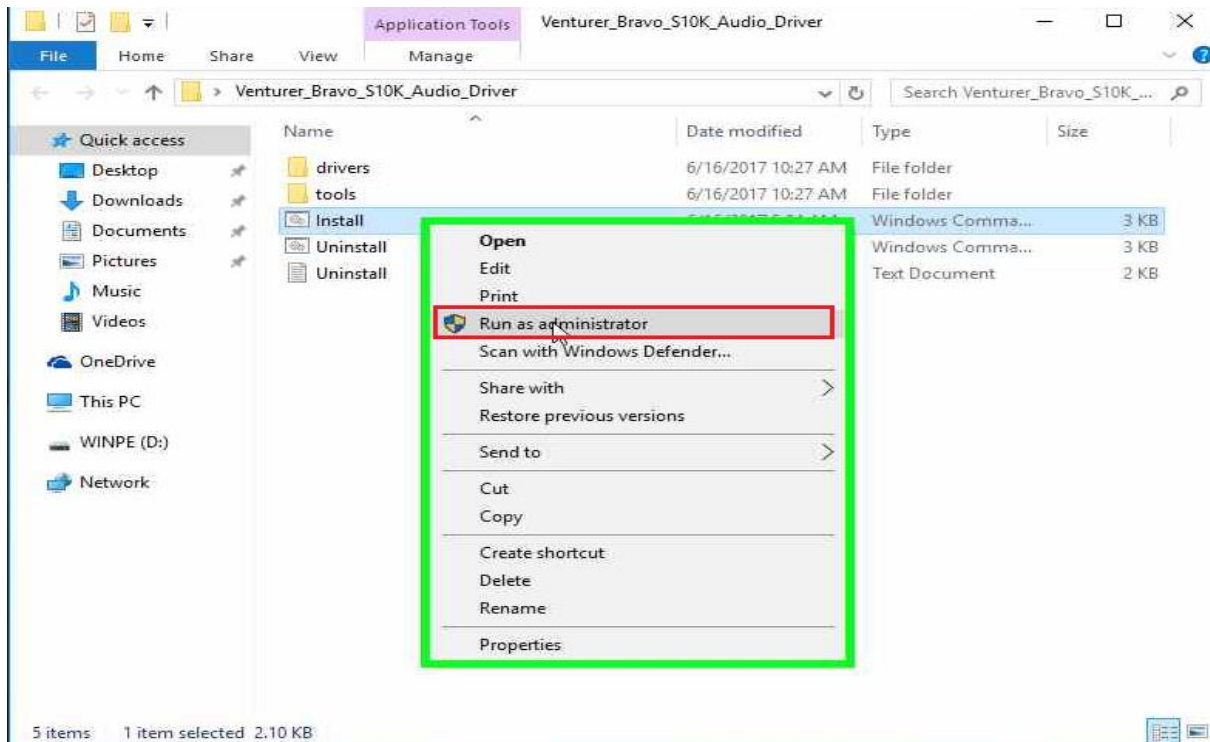 Application Tools
Venturer_Bravo_S10K_Audio_Driver
File
Home
Share
View
Manage
Venturer_Bravo_S10K_Audio_Driver
Search Venturer_Bravo_S10K_...
Name
Date modified
Type
Size
Quick access
Desktop
Downloads
Documents
Pictures
Music
Videos
OneDrive
This PC
WINPE (D:)
Network
drivers 6/16/2017 10:27 AM File folder
tools 6/16/2017 10:27 AM File folder
Install Windows Comma... 3 KB
Uninstall Windows Comma... 3 KB
Uninstall Text Document 2 KB
Open
Edit
Print
Run as administrator
Scan with Windows Defender...
Share with
Restore previous versions
Send to
Cut
Copy
Create shortcut
Delete
Rename
Properties
5 items 1 item selected 2.10 KB